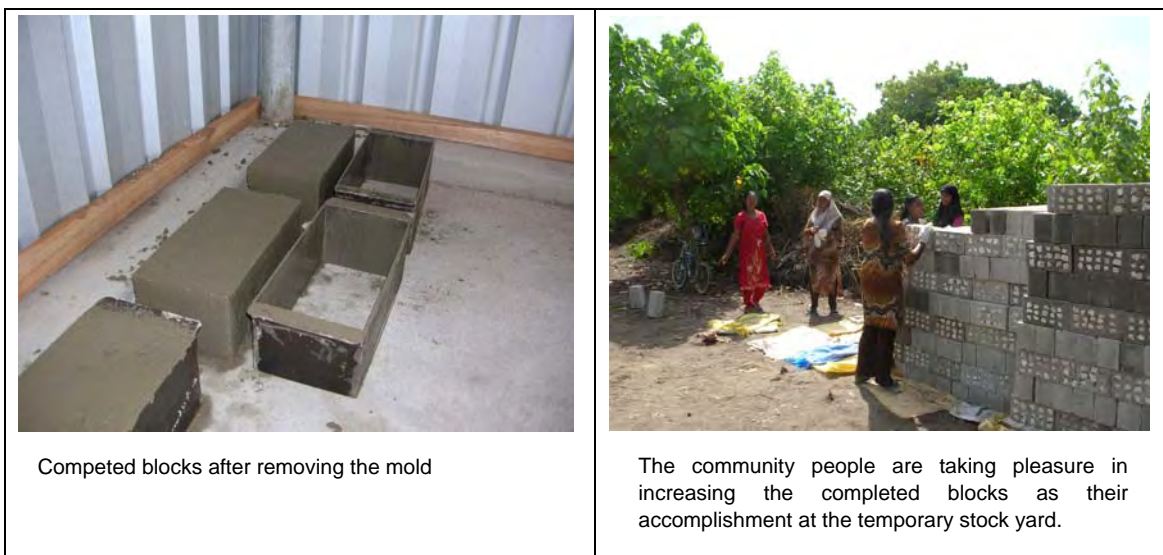 Competed blocks after removing the mold
The community people are taking pleasure in
increasing the completed blocks as their
accomplishment at the temporary stock yard.